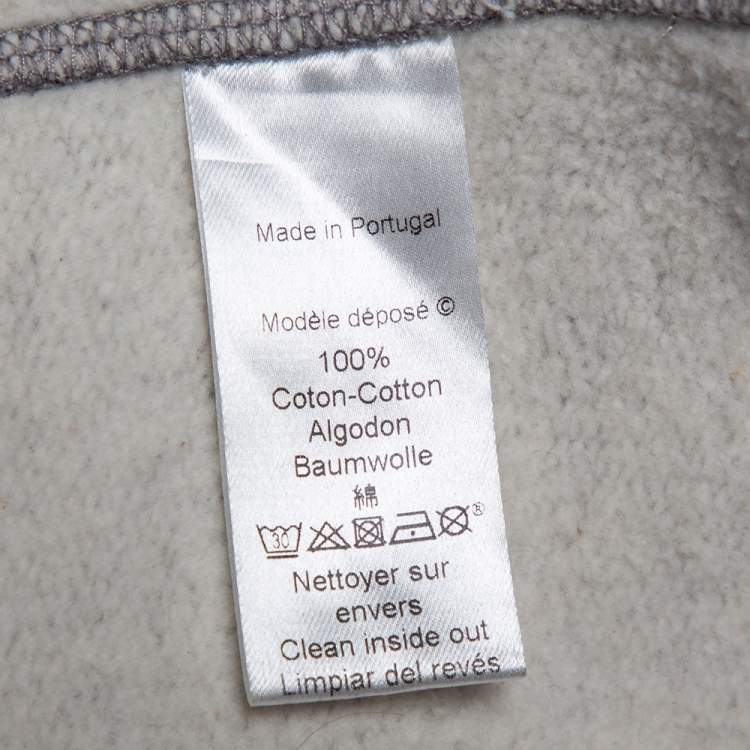 Made in Portugal
Modèle déposé ©
100%
Coton-Cotton
Algodon
Baumwolle
綿
30 ®
Nettoyer sur
envers
Clean inside out
Limpiar del revés